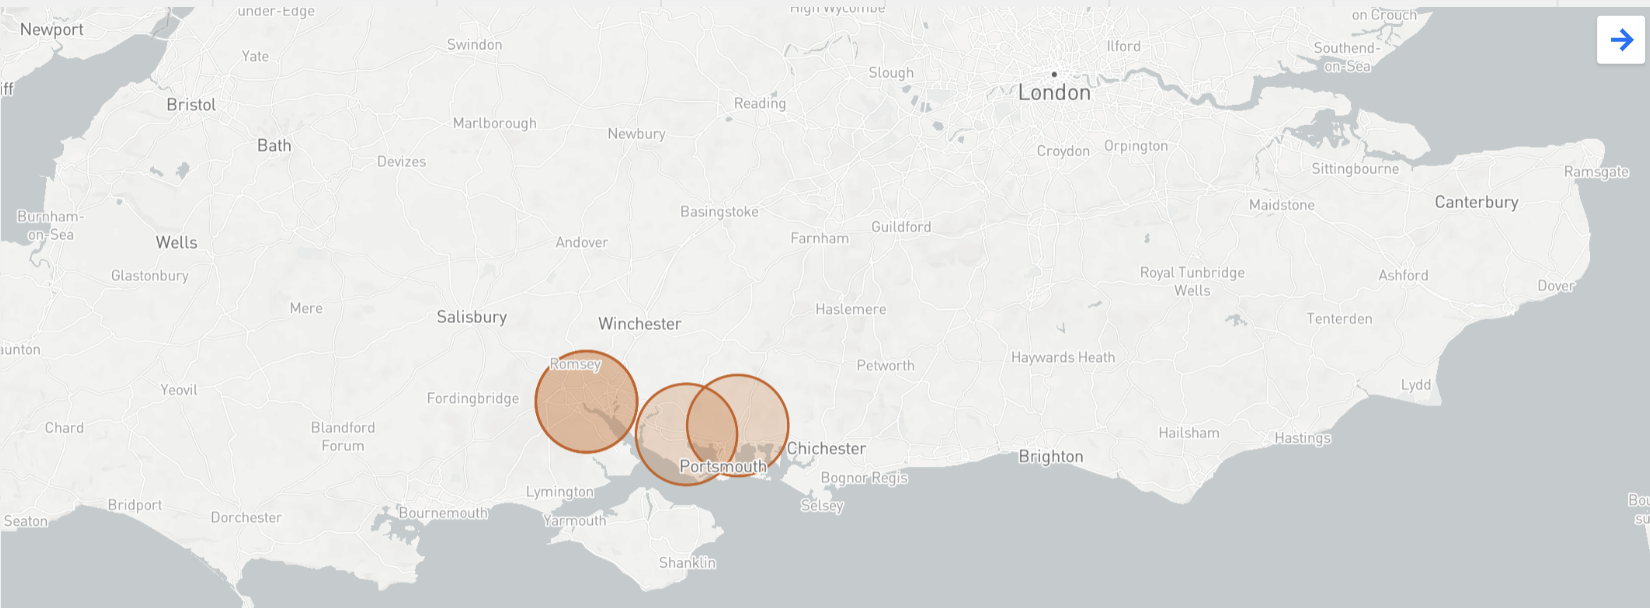 under-Edge
High Wycombe
on Crouch
Newport
Swindon
Ilford
Southend-
on-Sea
Yate
Slough
iff
London
Bristol
Reading
Marlborough
Newbury
Bath
Croydon
Orpington
Devizes
Sittingbourne
Ramsgate
Canterbury
Maidstone
Basingstoke
Burnham-
on-Sea
Guildford
Farnham
Wells
Andover
Glastonbury
Royal Tunbridge
Wells
Ashford
Dover
Mere
Haslemere
Salisbury
Winchester
Tenterden
aunton
Haywards Heath
Romsey
Petworth
Lydd
Yeovil
Fordingbridge
Chard
Blandford
Forum
Hailsham
Hastings
Chichester
Brighton
Portsmouth
Bognor Regis
Lymington
Selsey
Bridport
Bournemouth
Dorchester
Seaton
Yarmouth
Bou
su
Shanklin